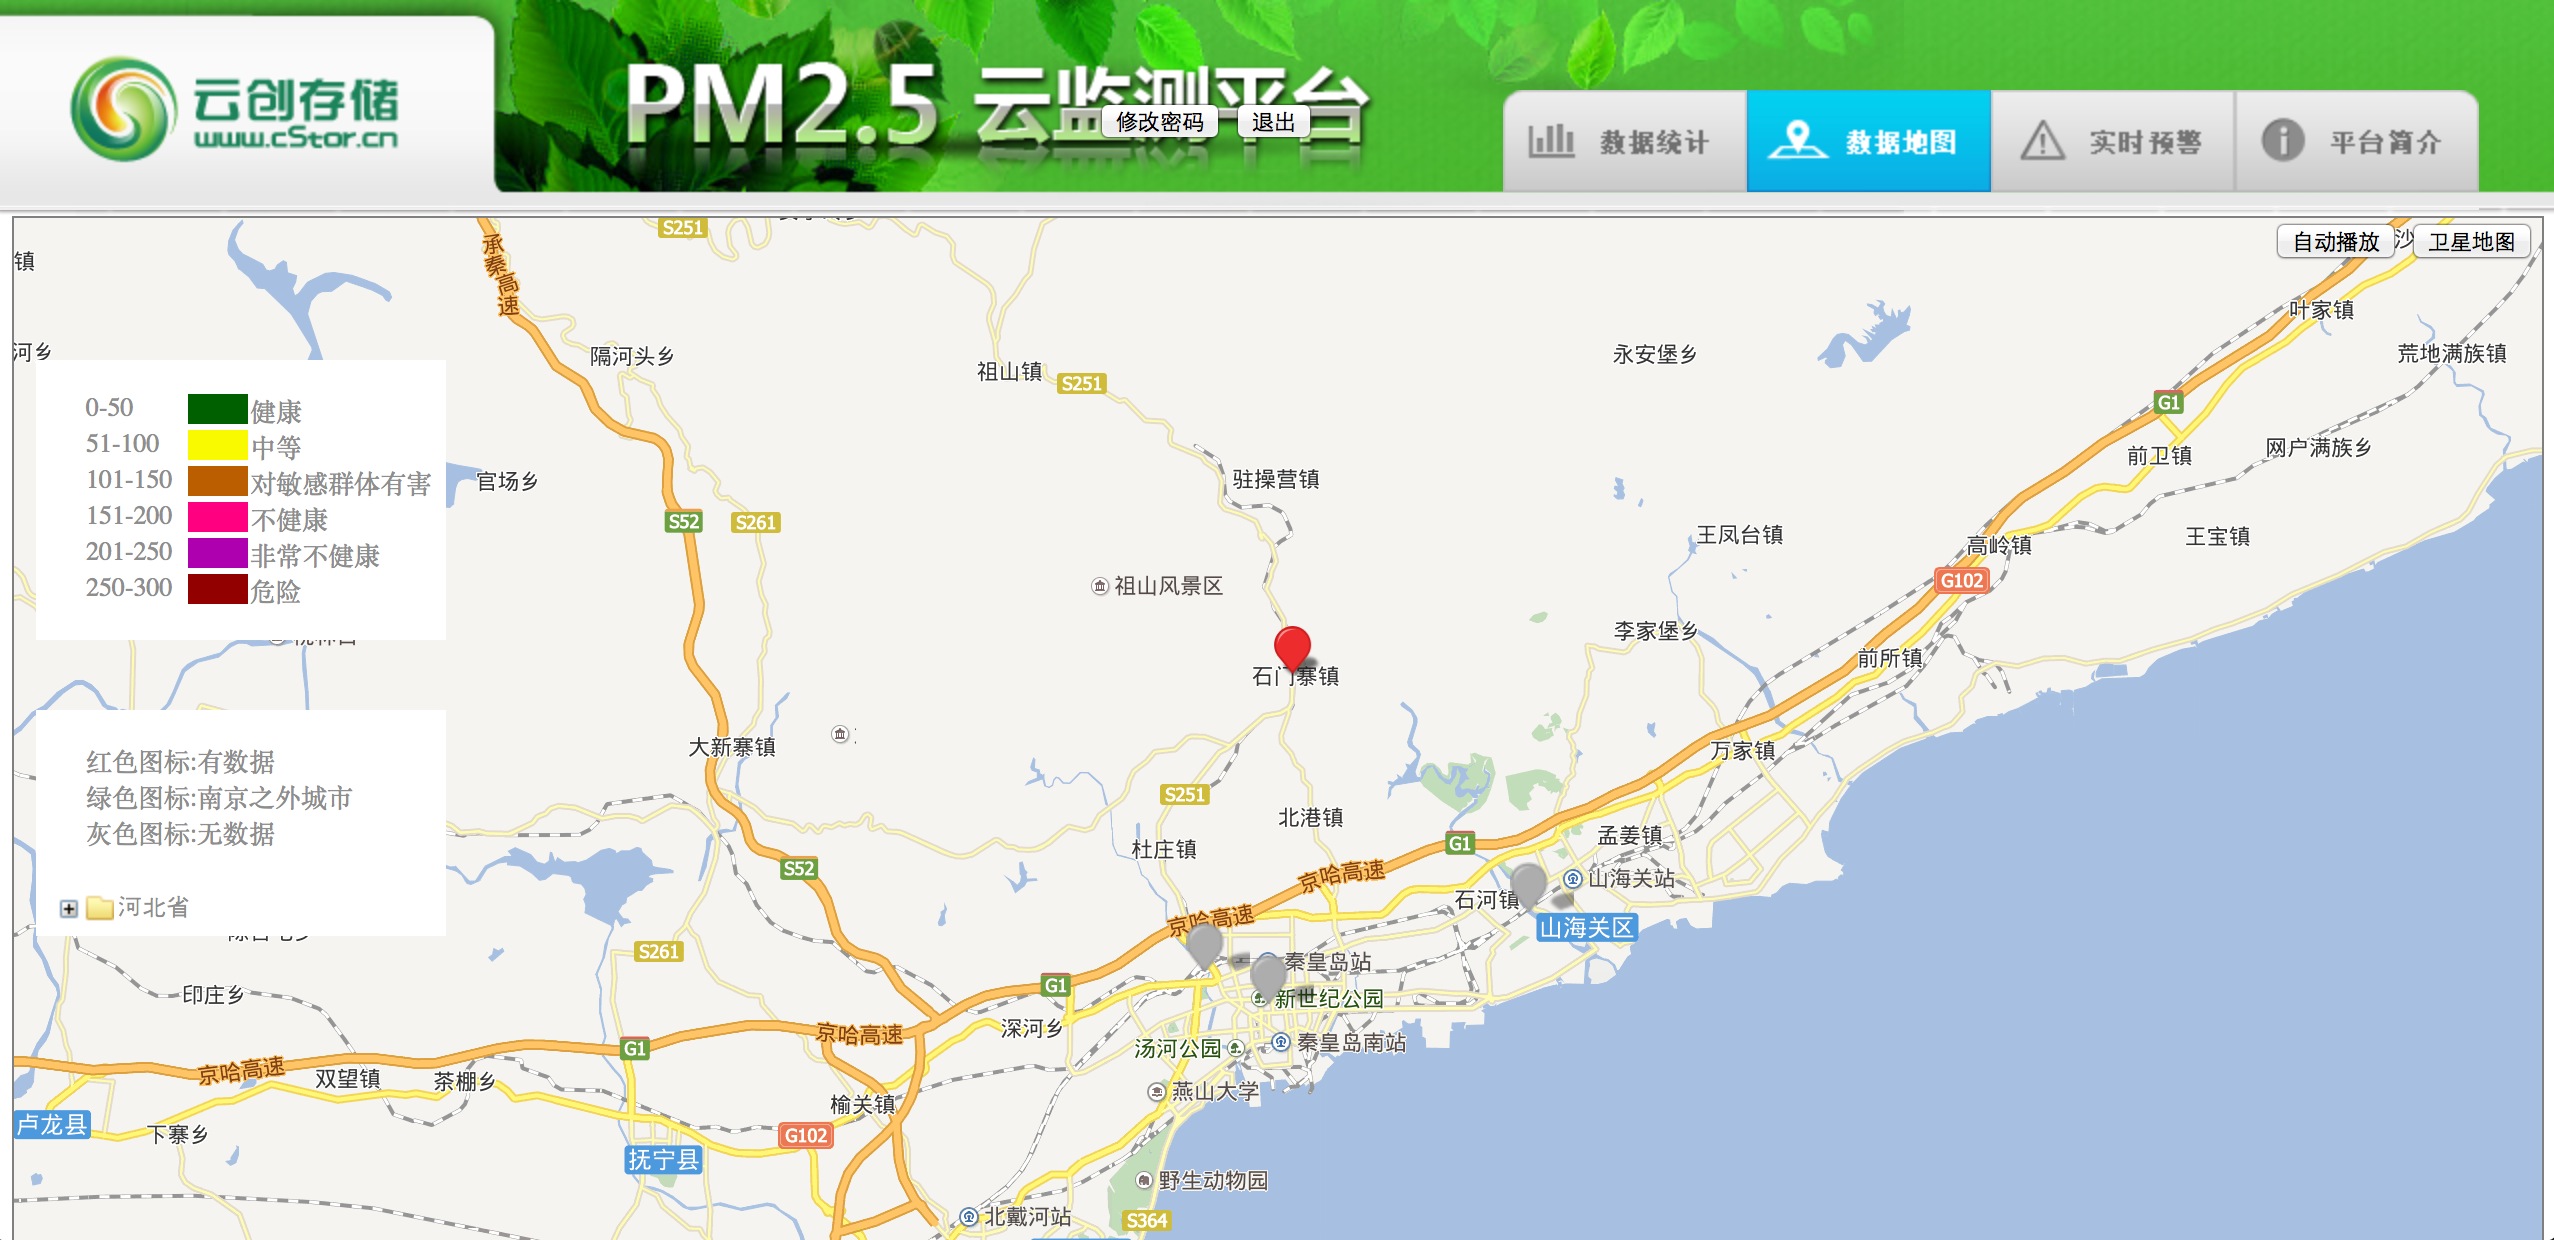 云创存储
www.cStor.cn
PM2.5 云监测平台
修改密码
退出
数据统计
数据地图
实时预警
平台简介
自动播放
卫星地图
沙
承秦高速
S251
镇
叶家镇
河乡
隔河头乡
祖山镇
S251
永安堡乡
荒地满族镇
G1
0-50 健康
51-100 中等
101-150 对敏感群体有害
151-200 不健康
201-250 非常不健康
250-300 危险
官场乡
驻操营镇
前卫镇
网户满族乡
S52
S261
王凤台镇
高岭镇
王宝镇
祖山风景区
G102
李家堡乡
前所镇
石门寨镇
大新寨镇
万家镇
红色图标:有数据
绿色图标:南京之外城市
灰色图标:无数据
河北省
S251
北港镇
杜庄镇
G1
孟姜镇
S52
京哈高速
山海关站
石河镇
京哈高速
山海关区
S261
秦皇岛站
G1
印庄乡
新世纪公园
深河乡
京哈高速
G1
汤河公园
秦皇岛南站
京哈高速
双望镇
茶棚乡
燕山大学
榆关镇
卢龙县
下寨乡
G102
抚宁县
野生动物园
北戴河站
S364